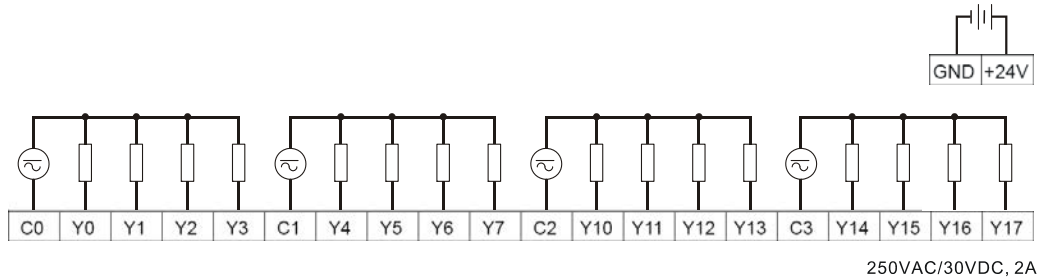 GND +24V
C0 Y0 Y1 Y2 Y3 C1 Y4 Y5 Y6 Y7 C2 Y10 Y11 Y12 Y13 C3 Y14 Y15 Y16 Y17
250VAC/30VDC, 2A